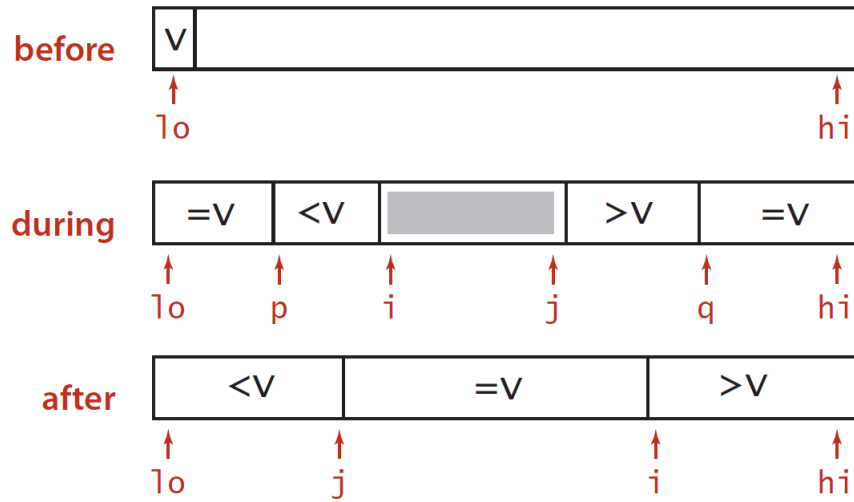 before V
lo hi
during =V <V >V =V
lo p i j q hi
after <V =V >V
lo j i hi